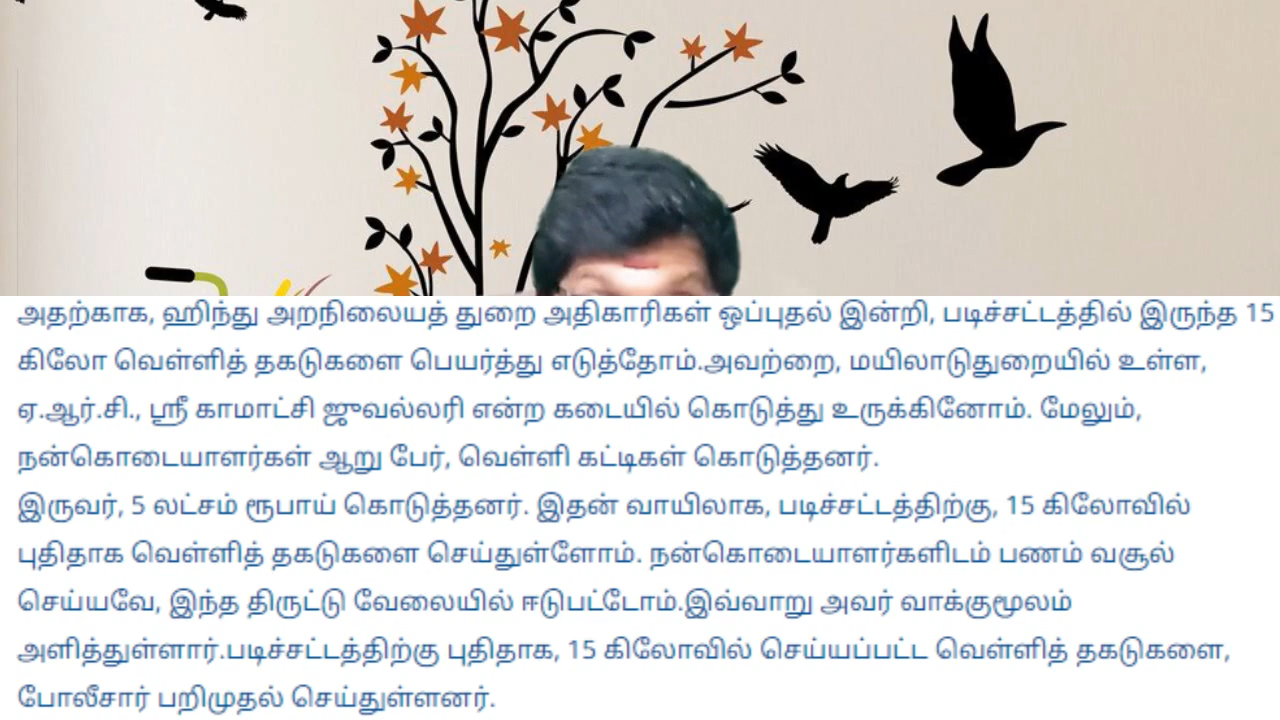 அதற்காக, ஹிந்து அறநிலையத் துறை அதிகாரிகள் ஒப்புதல் இன்றி, படிச்சட்டத்தில் இருந்த 15
கிலோ வெள்ளித் தகடுகளை பெயர்த்து எடுத்தோம்.அவற்றை, மயிலாடுதுறையில் உள்ள,
ஏ.ஆர்.சி., ஸ்ரீ காமாட்சி ஜுவல்லரி என்ற கடையில் கொடுத்து உருக்கினோம். மேலும்,
நன்கொடையாளர்கள் ஆறு பேர், வெள்ளி கட்டிகள் கொடுத்தனர்.
இருவர், 5 லட்சம் ரூபாய் கொடுத்தனர். இதன் வாயிலாக, படிச்சட்டத்திற்கு, 15 கிலோவில்
புதிதாக வெள்ளித் தகடுகளை செய்துள்ளோம். நன்கொடையாளர்களிடம் பணம் வசூல்
செய்யவே, இந்த திருட்டு வேலையில் ஈடுபட்டோம்.இவ்வாறு அவர் வாக்குமூலம்
அளித்துள்ளார்.படிச்சட்டத்திற்கு புதிதாக, 15 கிலோவில் செய்யப்பட்ட வெள்ளித் தகடுகளை,
போலீசார் பறிமுதல் செய்துள்ளனர்.